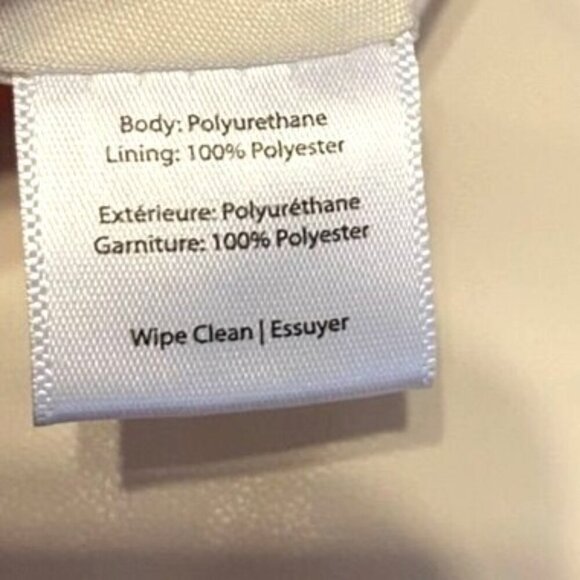 Body: Polyurethane
Lining: 100% Polyester
Extérieure: Polyuréthane
Garniture: 100% Polyester
Wipe Clean | Essuyer